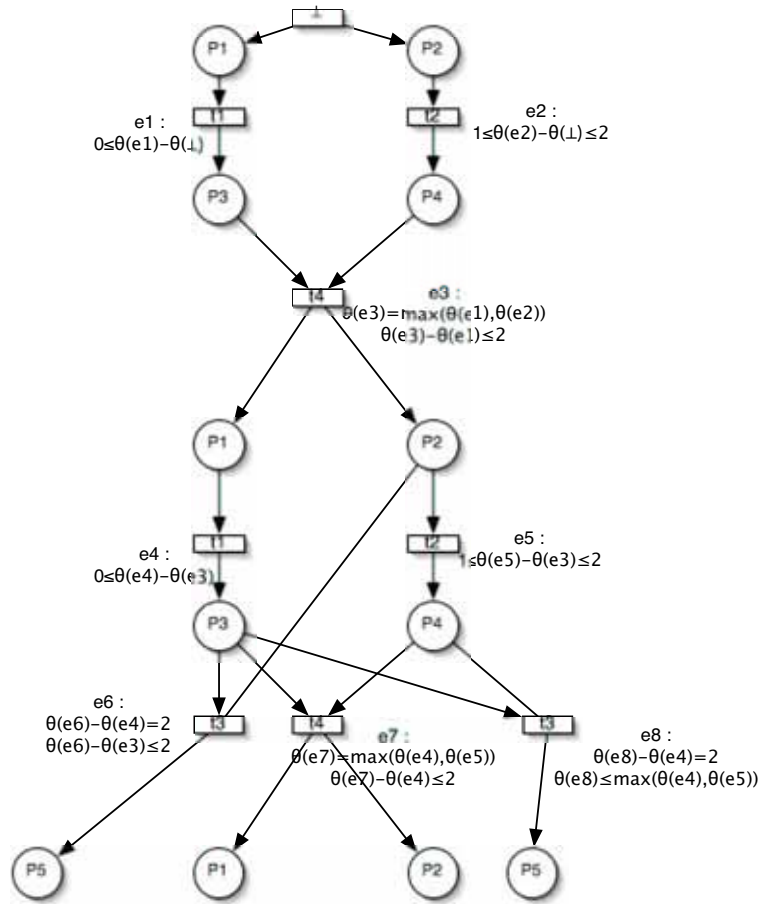 ⊥
P1
P2
t1
t2
e1 :
0≤θ(e1)−θ(⊥)
e2 :
1≤θ(e2)−θ(⊥)≤2
P3
P4
t4
e3 :
θ(e3)=max(θ(e1),θ(e2))
θ(e3)−θ(e1)≤2
P1
P2
t1
t2
e4 :
0≤θ(e4)−θ(e3)
e5 :
1≤θ(e5)−θ(e3)≤2
P3
P4
e6 :
θ(e6)−θ(e4)=2
θ(e6)−θ(e3)≤2
t3
t4
t3
e7 :
θ(e7)=max(θ(e4),θ(e5))
θ(e7)−θ(e4)≤2
e8 :
θ(e8)−θ(e4)=2
θ(e8)≤max(θ(e4),θ(e5))
P5
P1
P2
P5